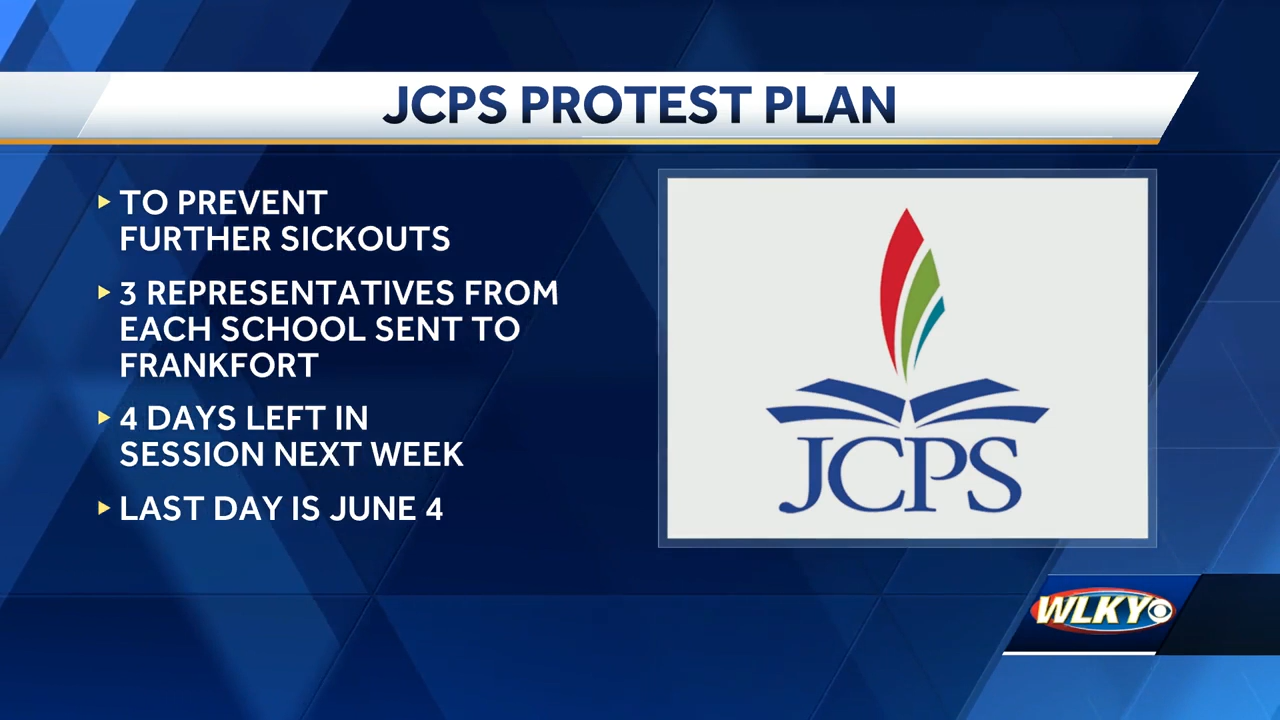 JCPS PROTEST PLAN
TO PREVENT
FURTHER SICKOUTS
3 REPRESENTATIVES FROM
EACH SCHOOL SENT TO
FRANKFORT
4 DAYS LEFT IN
SESSION NEXT WEEK
LAST DAY IS JUNE 4
JCPS
WLKY